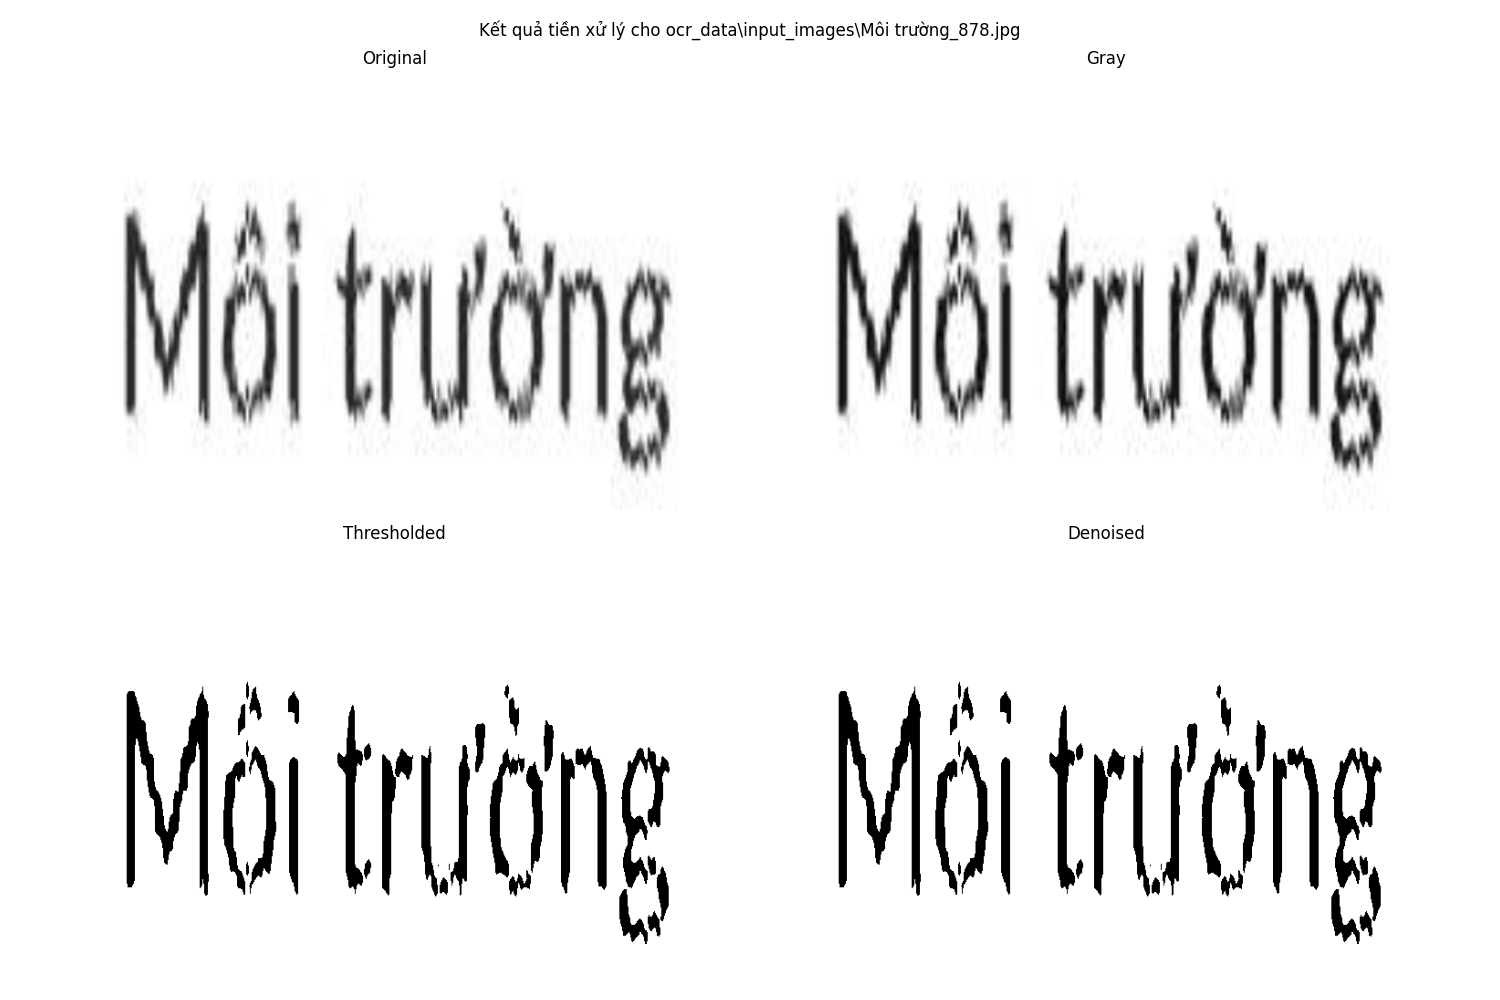 Kết quả tiền xử lý cho ocr_data\input_images\Môi trường_878.jpg
Original
Gray
Môi trường
Môi trường
Thresholded
Denoised
Môi trường
Môi trường